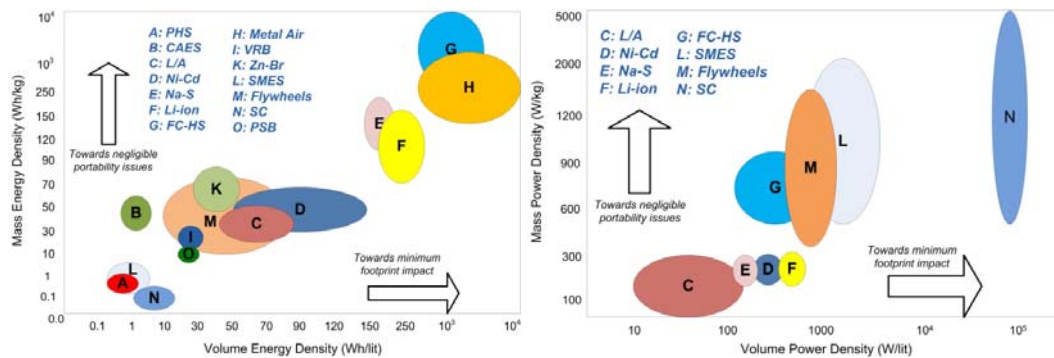 10⁴
10³
250
150
120
90
70
50
30
10
1
0.1
0.0
Mass Energy Density (Wh/kg)
A: PHS
B: CAES
C: L/A
D: Ni-Cd
E: Na-S
F: Li-ion
G: FC-HS
H: Metal Air
I: VRB
K: Zn-Br
L: SMES
M: Flywheels
N: SC
O: PSB
Towards negligible
portability issues
G
H
E
F
K
B
M
C
D
I
O
L
A
N
Towards minimum
footprint impact
0.1
1
10
30
50
70
90
150
250
10³
10⁴
Volume Energy Density (Wh/lit)
5000
2000
1200
900
600
300
100
Mass Power Density (W/kg)
C: L/A
D: Ni-Cd
E: Na-S
F: Li-ion
G: FC-HS
L: SMES
M: Flywheels
N: SC
Towards negligible
portability issues
N
L
M
G
C
E
D
F
Towards minimum
footprint impact
10
100
1000
10⁴
10⁵
Volume Power Density (W/lit)